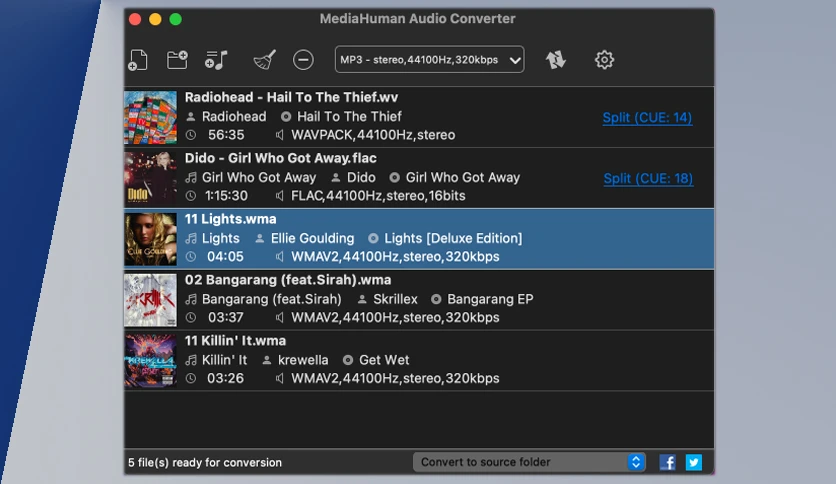 MediaHuman Audio Converter
MP3 - stereo,44100Hz,320kbps
Radiohead - Hail To The Thief.wv
Radiohead Hail To The Thief
Split (CUE: 14)
56:35 WAVPACK,44100Hz,stereo
Dido - Girl Who Got Away.flac
Girl Who Got Away Dido Girl Who Got Away
Split (CUE: 18)
1:15:30 FLAC,44100Hz,stereo,16bits
11 Lights.wma
Lights Ellie Goulding Lights [Deluxe Edition]
04:05 WMAV2,44100Hz,stereo,320kbps
02 Bangarang (feat.Sirah).wma
Bangarang (feat.Sirah) Skrillex Bangarang EP
03:37 WMAV2,44100Hz,stereo,320kbps
11 Killin' It.wma
Killin' It krewella Get Wet
03:26 WMAV2,44100Hz,stereo,320kbps
5 file(s) ready for conversion
Convert to source folder
Dido
ELLIE GOULDING